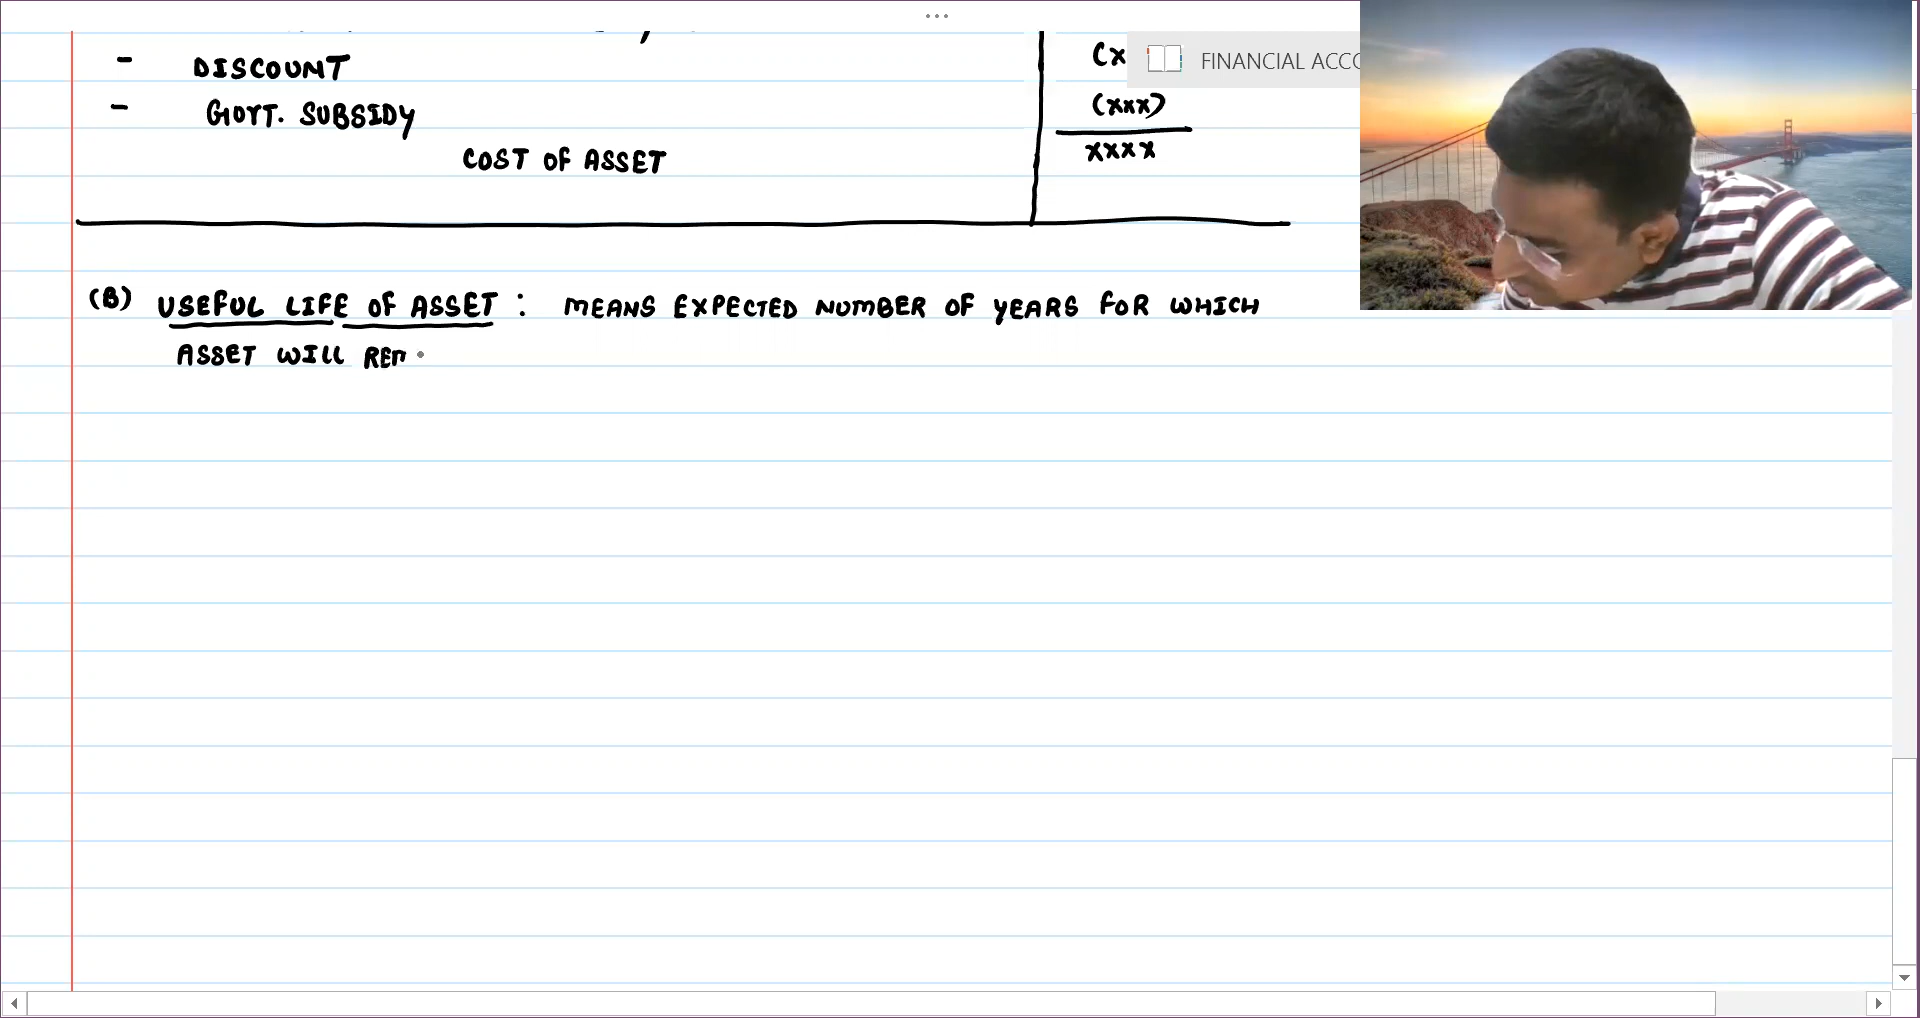 - DISCOUNT (x
FINANCIAL ACCO
- GOVT. SUBSIDY (xxx)
COST OF ASSET xxxx
(B) USEFUL LIFE OF ASSET : MEANS EXPECTED NUMBER OF YEARS FOR WHICH
ASSET WILL REM